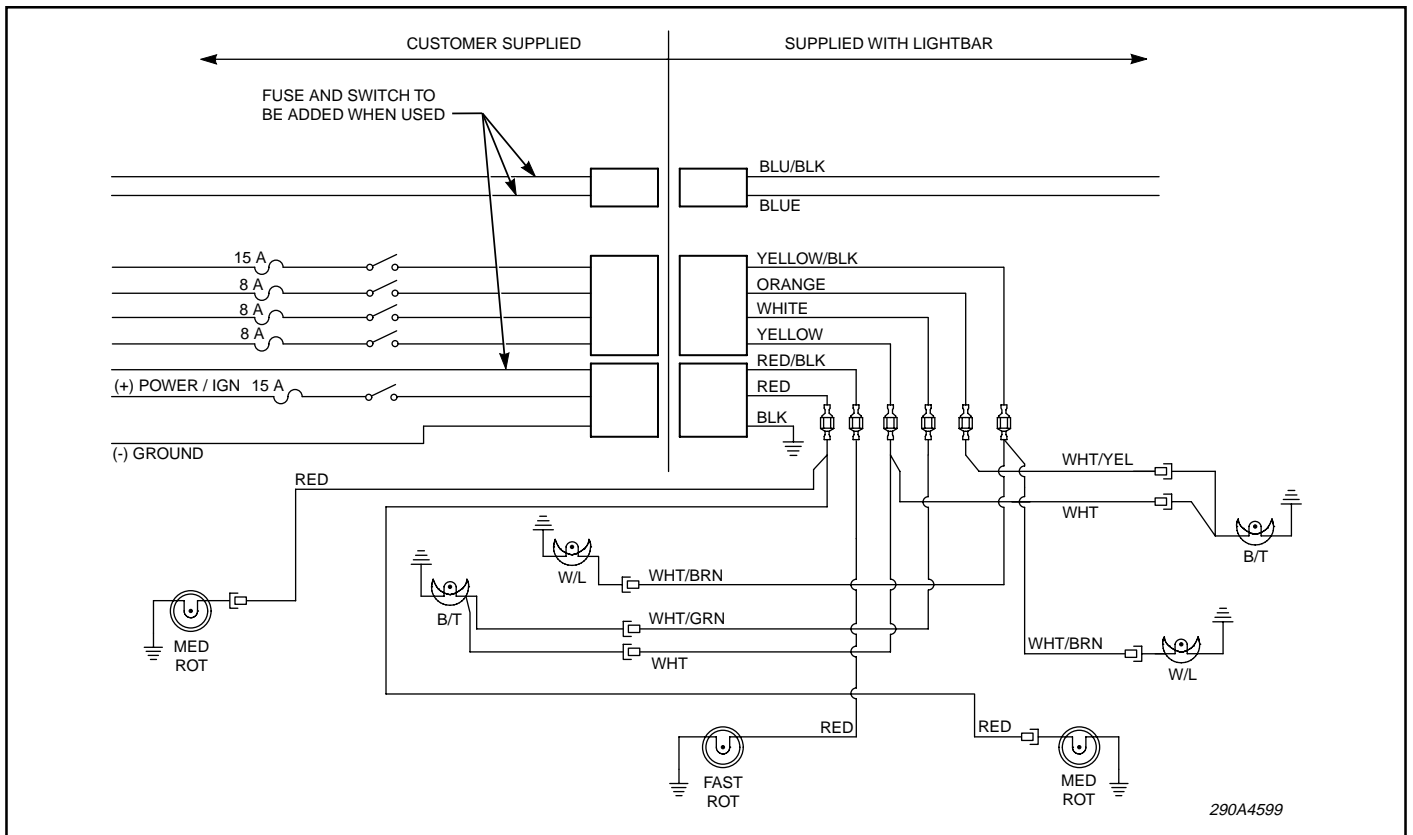 CUSTOMER SUPPLIED
SUPPLIED WITH LIGHTBAR
FUSE AND SWITCH TO
BE ADDED WHEN USED
BLU/BLK
BLUE
15 A
YELLOW/BLK
8 A
ORANGE
8 A
WHITE
8 A
YELLOW
RED/BLK
(+) POWER / IGN
15 A
RED
BLK
(-) GROUND
WHT/YEL
RED
WHT
B/T
W/L
WHT/BRN
B/T
WHT/GRN
WHT/BRN
MED
ROT
WHT
W/L
RED
RED
FAST
ROT
MED
ROT
290A4599